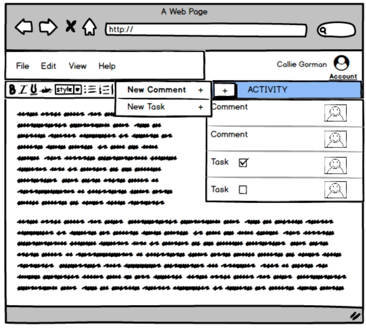 A Web Page
http://
File Edit View Help
Callie Gorman
Account
B I U abc style
New Comment +
New Task +
+ ACTIVITY
Comment
Comment
Task
Task